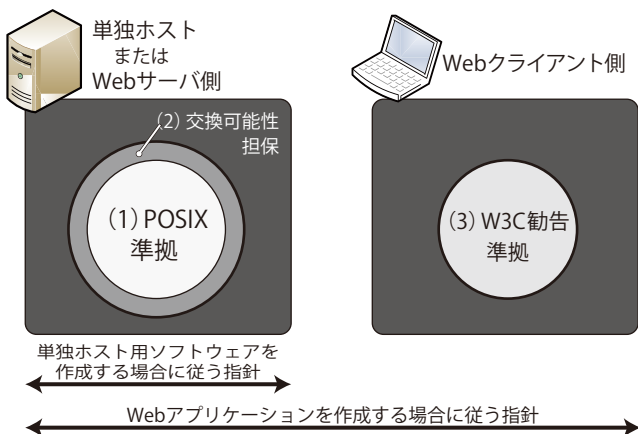 単独ホスト
または
Webサーバ側
Webクライアント側
（2）交換可能性
担保
（1）POSIX
準拠
（3）W3C勧告
準拠
単独ホスト用ソフトウェアを
作成する場合に従う指針
Webアプリケーションを作成する場合に従う指針